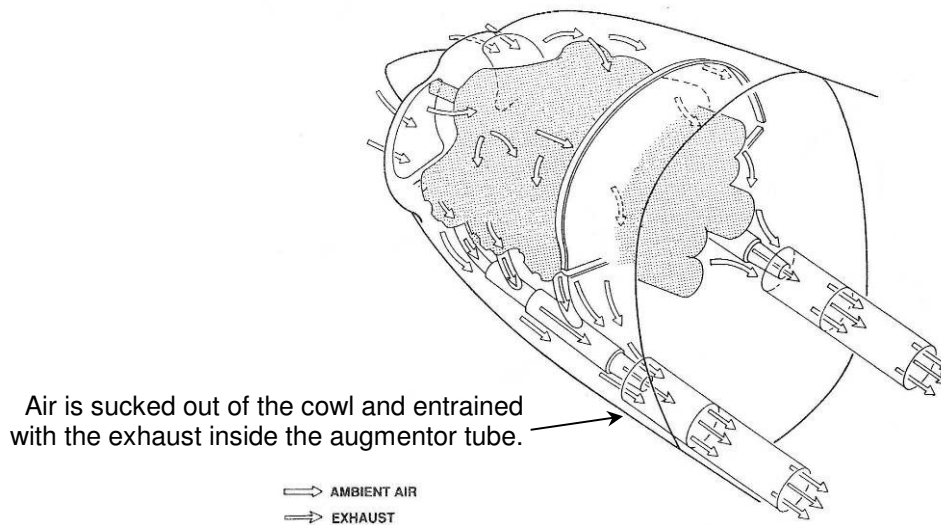 Air is sucked out of the cowl and entrained
with the exhaust inside the augmentor tube.
AMBIENT AIR
EXHAUST